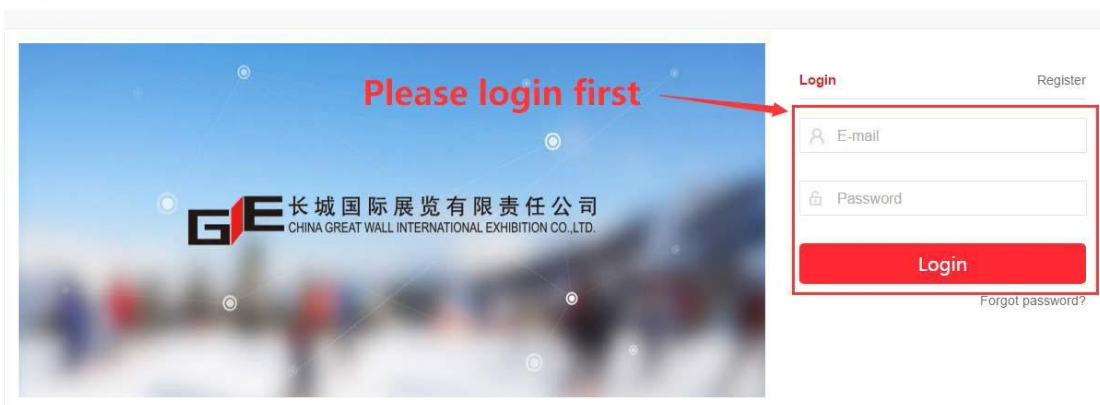 Please login first
长城国际展览有限责任公司
CHINA GREAT WALL INTERNATIONAL EXHIBITION CO.,LTD.
Login Register
E-mail
Password
Login
Forgot password?